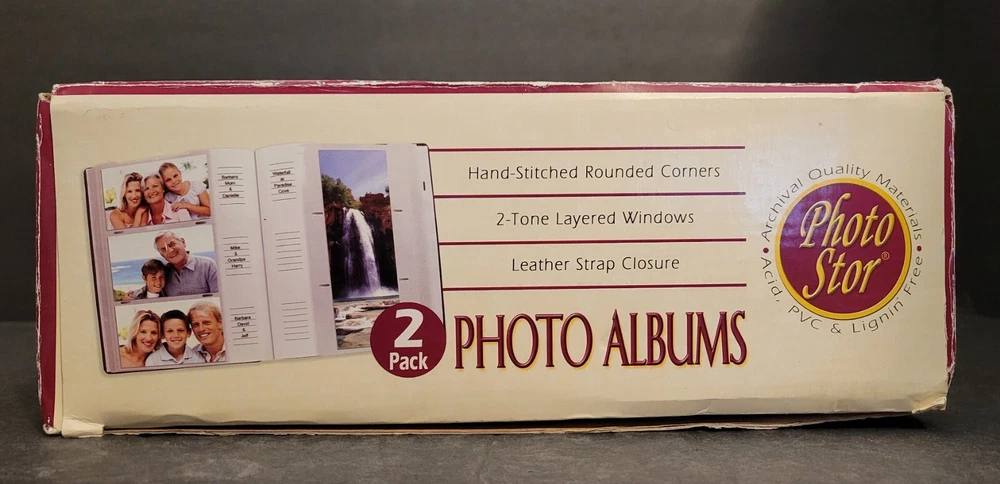 Barbara
Mom
&
Danielle
Mike
&
Grandpa
Harry
Barbara
David
&
Jeff
Waterfall
at
Paradise
Cove
2
Pack
Hand-Stitched Rounded Corners
2-Tone Layered Windows
Leather Strap Closure
PHOTO ALBUMS
• Archival Quality Materials •
Photo
Stor®
Acid, PVC & Lignin Free